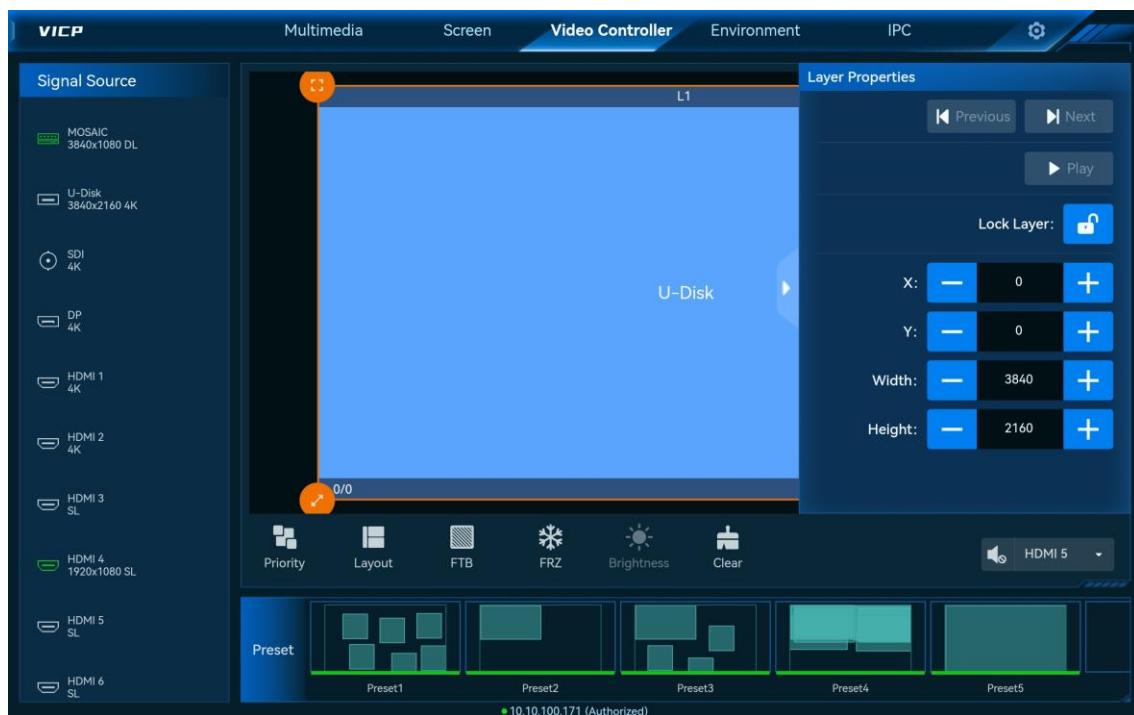 VICP
Multimedia
Screen
Video Controller
Environment
IPC
Signal Source
MOSAIC
3840x1080 DL
U-Disk
3840x2160 4K
SDI
4K
DP
4K
HDMI 1
4K
HDMI 2
4K
HDMI 3
SL
HDMI 4
1920x1080 SL
HDMI 5
SL
HDMI 6
SL
L1
U-Disk
0/0
Layer Properties
Previous
Next
Play
Lock Layer:
X:
0
Y:
0
Width:
3840
Height:
2160
Priority
Layout
FTB
FRZ
Brightness
Clear
HDMI 5
Preset
Preset1
Preset2
Preset3
Preset4
Preset5
10.10.100.171 (Authorized)